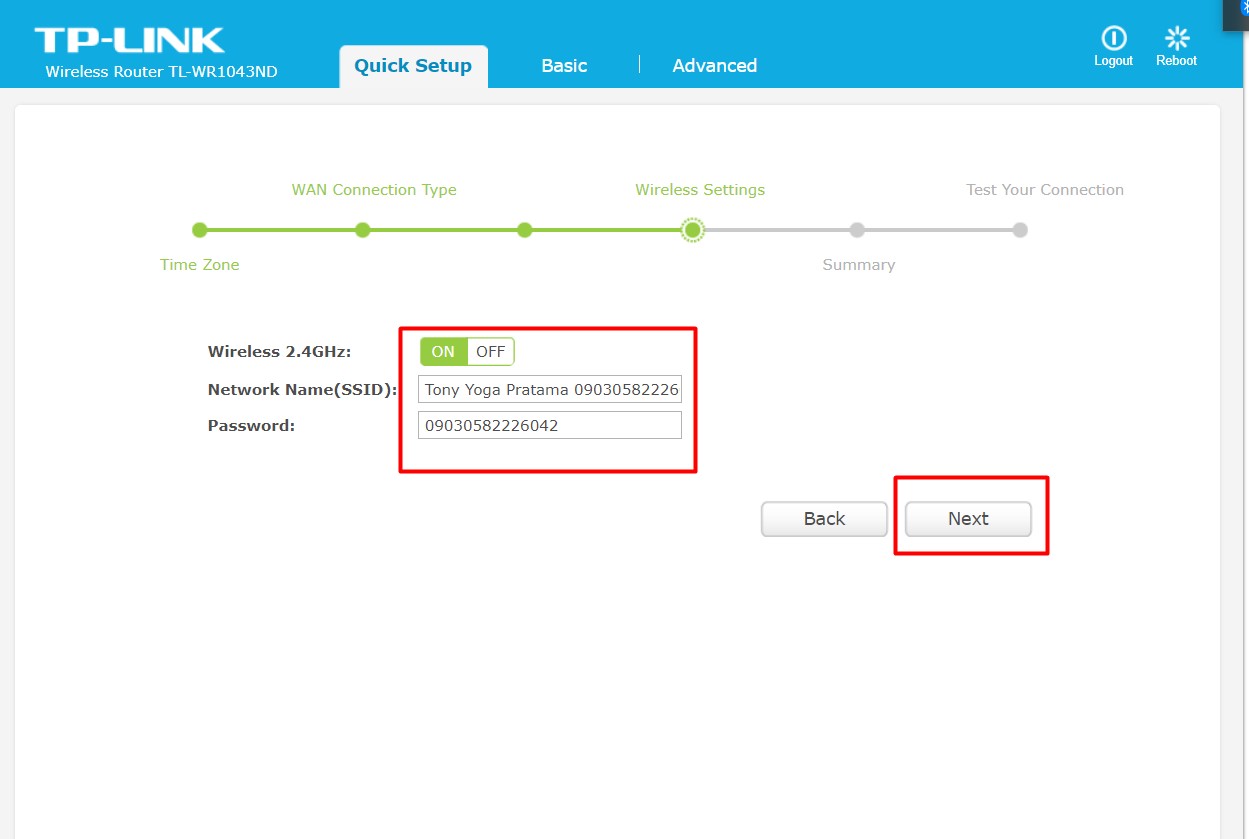 TP-LINK
Wireless Router TL-WR1043ND
Quick Setup
Basic
Advanced
Logout
Reboot
WAN Connection Type
Wireless Settings
Test Your Connection
Time Zone
Summary
Wireless 2.4GHz: ON OFF
Network Name(SSID): Tony Yoga Pratama 09030582226
Password: 09030582226042
Back
Next